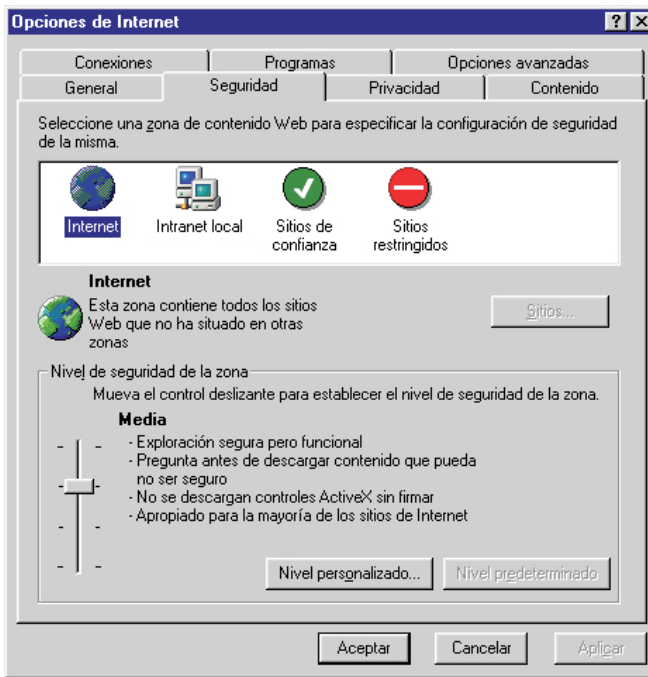 Opciones de Internet
Conexiones Programas Opciones avanzadas
General Seguridad Privacidad Contenido
Seleccione una zona de contenido Web para especificar la configuración de seguridad
de la misma.
Internet Intranet local Sitios de Sitios
confianza restringidos
Internet
Esta zona contiene todos los sitios
Web que no ha situado en otras
zonas
Sitios...
Nivel de seguridad de la zona
Mueva el control deslizante para establecer el nivel de seguridad de la zona.
Media
- Exploración segura pero funcional
- Pregunta antes de descargar contenido que pueda
no ser seguro
- No se descargan controles ActiveX sin firmar
- Apropiado para la mayoría de los sitios de Internet
Nivel personalizado... Nivel predeterminado
Aceptar Cancelar Aplicar